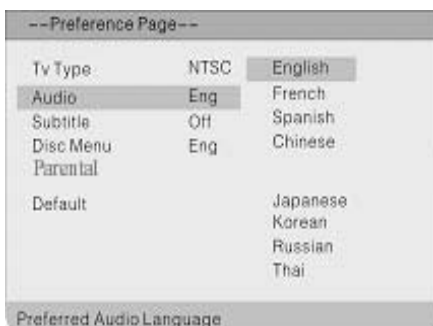 --Preference Page--
Tv Type NTSC English
Audio Eng French
Subtitle Off Spanish
Disc Menu Eng Chinese
Parental
Default Japanese
Korean
Russian
Thai
Preferred Audio Language